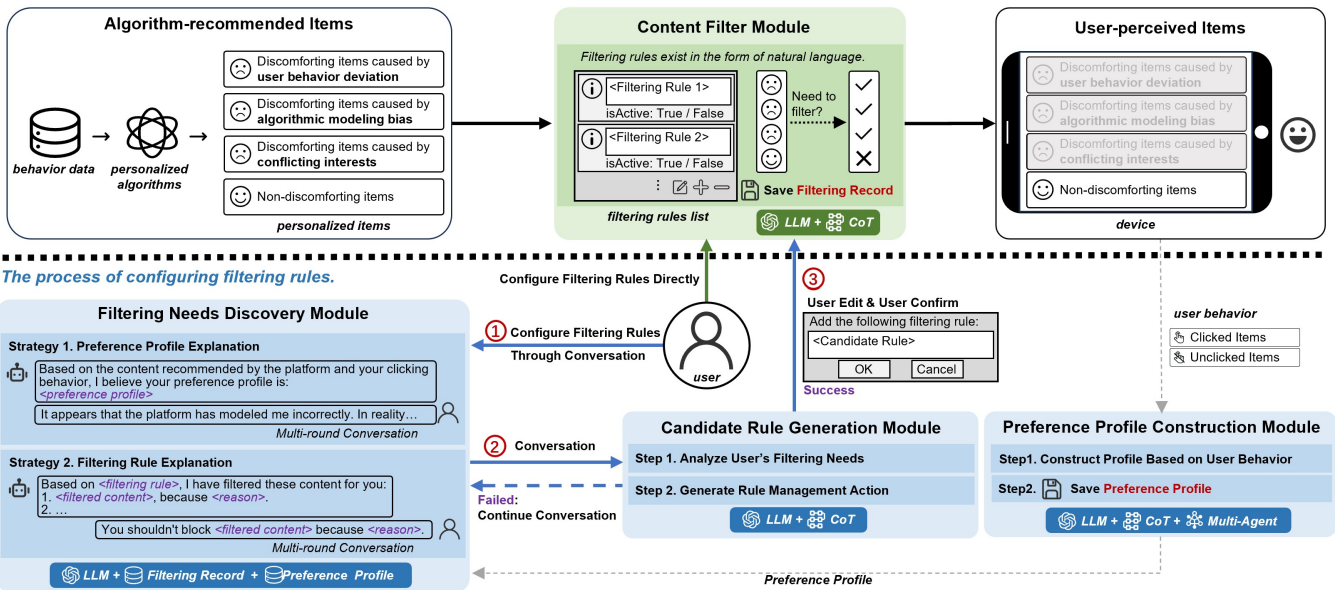 Algorithm-recommended Items
behavior data
personalized
algorithms
Discomforting items caused by
user behavior deviation
Discomforting items caused by
algorithmic modeling bias
Discomforting items caused by
conflicting interests
Non-discomforting items
personalized items
Content Filter Module
Filtering rules exist in the form of natural language.
<Filtering Rule 1>
isActive: True / False
<Filtering Rule 2>
isActive: True / False
filtering rules list
Need to
filter?
Save Filtering Record
LLM + CoT
User-perceived Items
Discomforting items caused by
user behavior deviation
Discomforting items caused by
algorithmic modeling bias
Discomforting items caused by
conflicting interests
Non-discomforting items
device
The process of configuring filtering rules.
Filtering Needs Discovery Module
Strategy 1. Preference Profile Explanation
Based on the content recommended by the platform and your clicking
behavior, I believe your preference profile is:
<preference profile>
It appears that the platform has modeled me incorrectly. In reality…
Multi-round Conversation
Strategy 2. Filtering Rule Explanation
Based on <filtering rule>, I have filtered these content for you:
1. <filtered content>, because <reason>.
2. …
You shouldn't block <filtered content> because <reason>.
Multi-round Conversation
LLM + Filtering Record + Preference Profile
Configure Filtering Rules Directly
1 Configure Filtering Rules
Through Conversation
user
2 Conversation
Failed:
Continue Conversation
3
User Edit & User Confirm
Add the following filtering rule:
<Candidate Rule>
OK Cancel
Success
Candidate Rule Generation Module
Step 1. Analyze User's Filtering Needs
Step 2. Generate Rule Management Action
LLM + CoT
user behavior
Clicked Items
Unclicked Items
Preference Profile Construction Module
Step1. Construct Profile Based on User Behavior
Step2. Save Preference Profile
LLM + CoT + Multi-Agent
Preference Profile